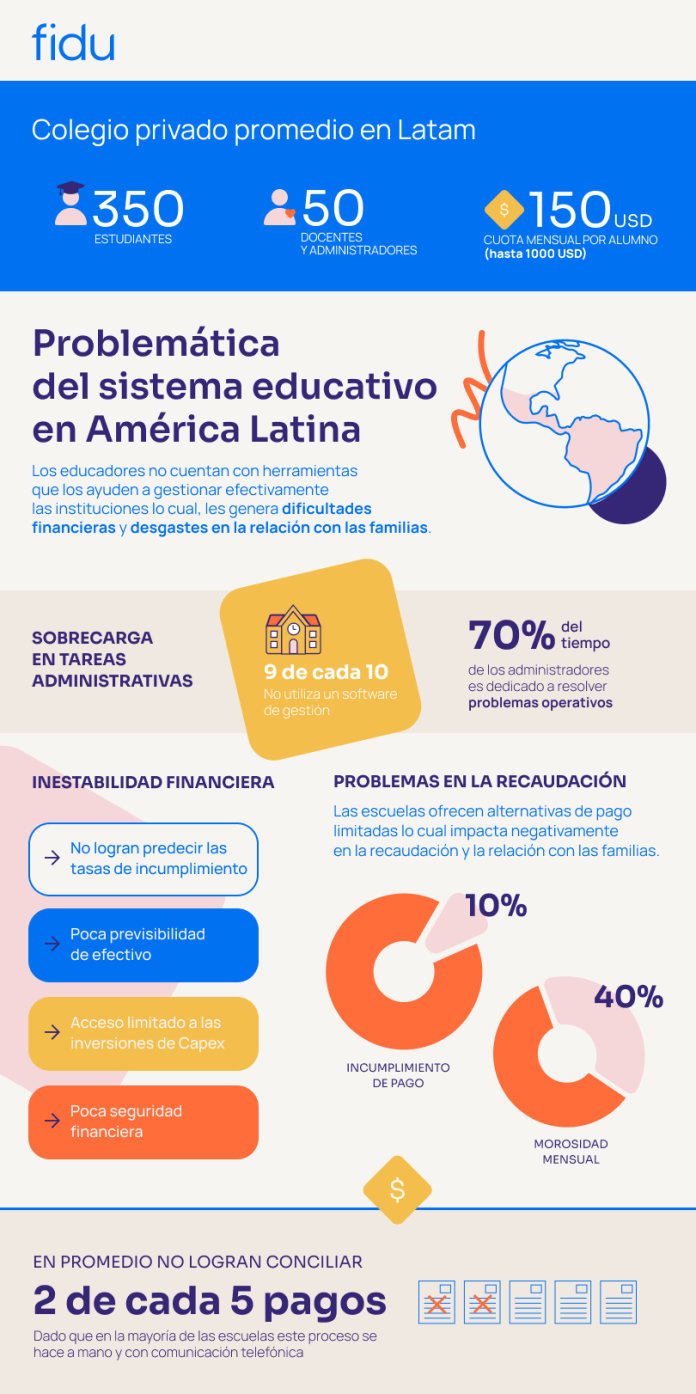 fidu
Colegio privado promedio en Latam
350
ESTUDIANTES
50
DOCENTES
Y ADMINISTRADORES
$
150 USD
CUOTA MENSUAL POR ALUMNO
(hasta 1000 USD)
Problemática
del sistema educativo
en América Latina
Los educadores no cuentan con herramientas
que los ayuden a gestionar efectivamente
las instituciones lo cual, les genera dificultades
financieras y desgastes en la relación con las familias.
SOBRECARGA
EN TAREAS
ADMINISTRATIVAS
9 de cada 10
No utiliza un software
de gestión
70% del
tiempo
de los administradores
es dedicado a resolver
problemas operativos
INESTABILIDAD FINANCIERA
No logran predecir las
tasas de incumplimiento
Poca previsibilidad
de efectivo
Acceso limitado a las
inversiones de Capex
Poca seguridad
financiera
PROBLEMAS EN LA RECAUDACIÓN
Las escuelas ofrecen alternativas de pago
limitadas lo cual impacta negativamente
en la recaudación y la relación con las familias.
10%
INCUMPLIMIENTO
DE PAGO
40%
MOROSIDAD
MENSUAL
$
EN PROMEDIO NO LOGRAN CONCILIAR
2 de cada 5 pagos
Dado que en la mayoría de las escuelas este proceso se
hace a mano y con comunicación telefónica